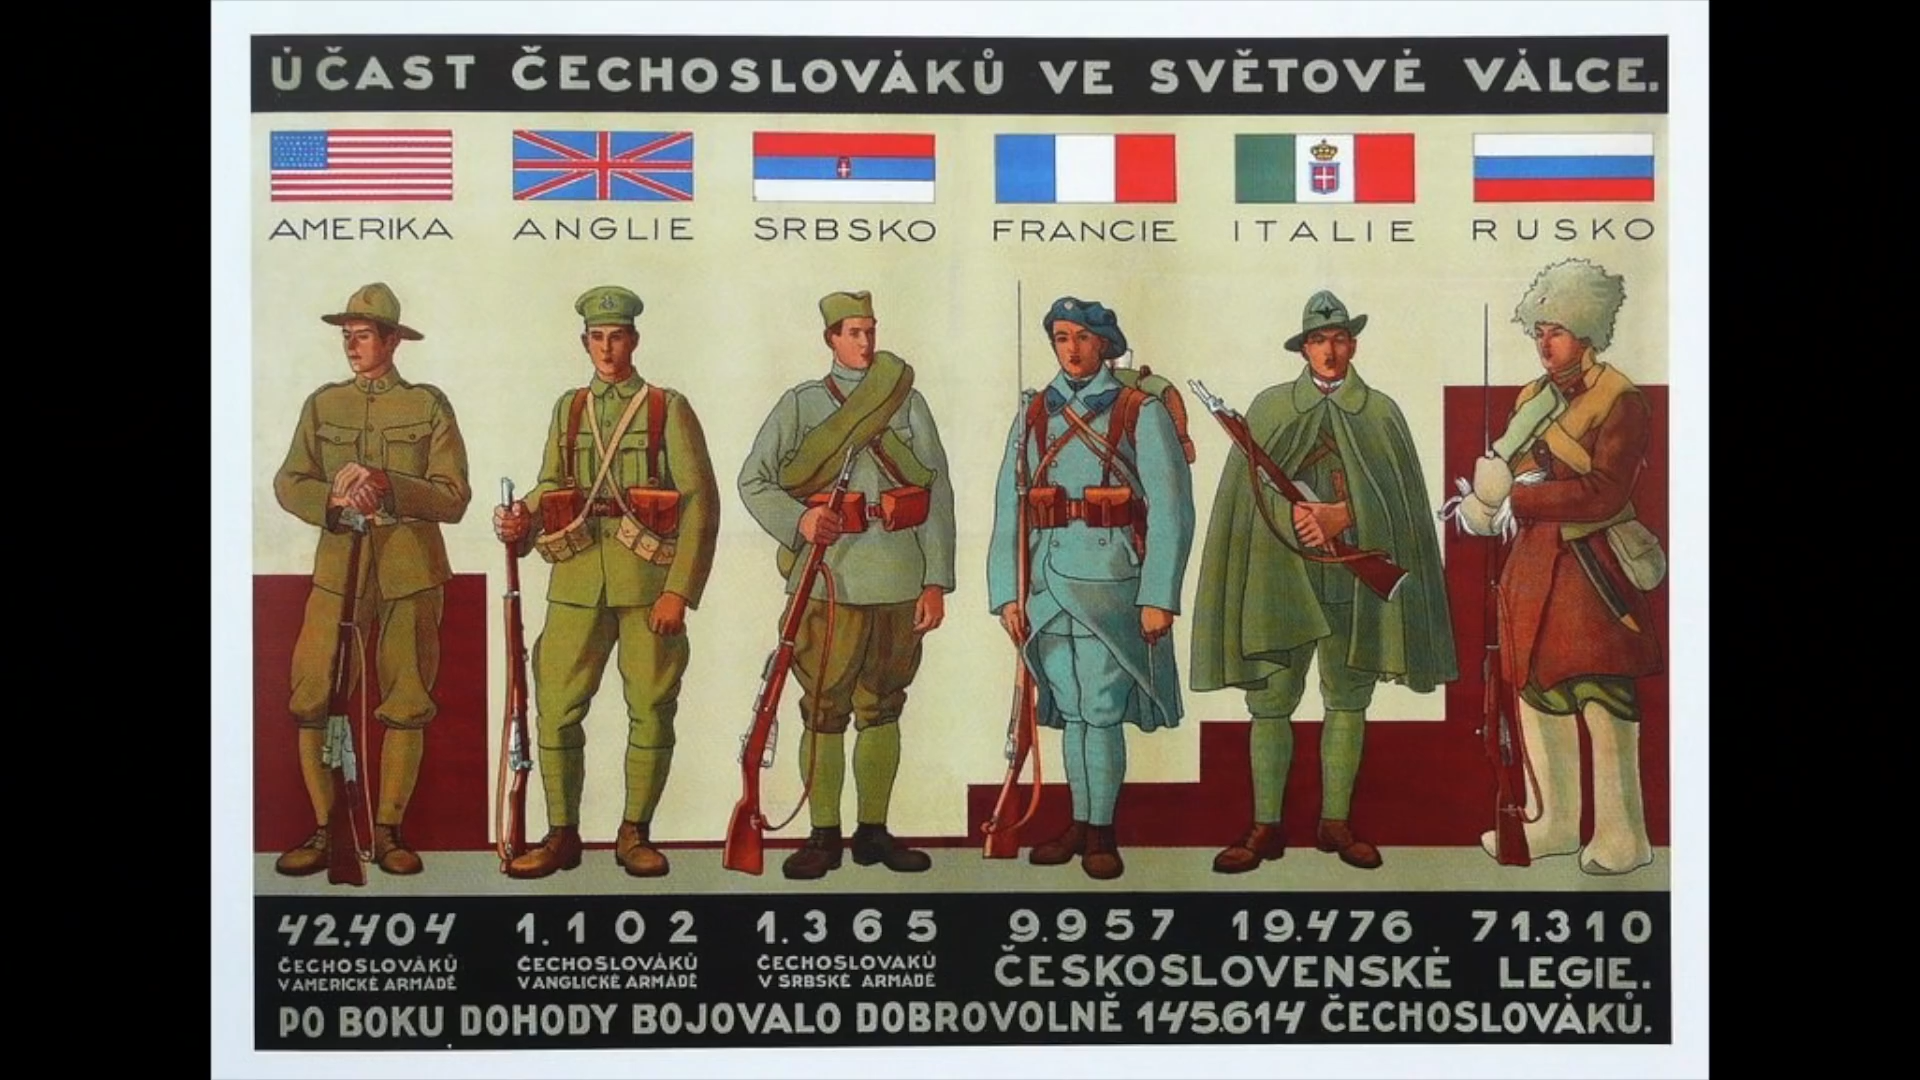 ÚČAST ČECHOSLOVÁKŮ VE SVĚTOVÉ VÁLCE.
AMERIKA ANGLIE SRBSKO FRANCIE ITALIE RUSKO
42.404 1.102 1.365 9.957 19.476 71.310
ČECHOSLOVÁKŮ ČECHOSLOVÁKŮ ČECHOSLOVÁKŮ ČESKOSLOVENSKÉ LEGIE.
V AMERICKÉ ARMÁDĚ V ANGLICKÉ ARMÁDĚ V SRBSKÉ ARMÁDĚ
PO BOKU DOHODY BOJOVALO DOBROVOLNĚ 145.614 ČECHOSLOVÁKŮ.